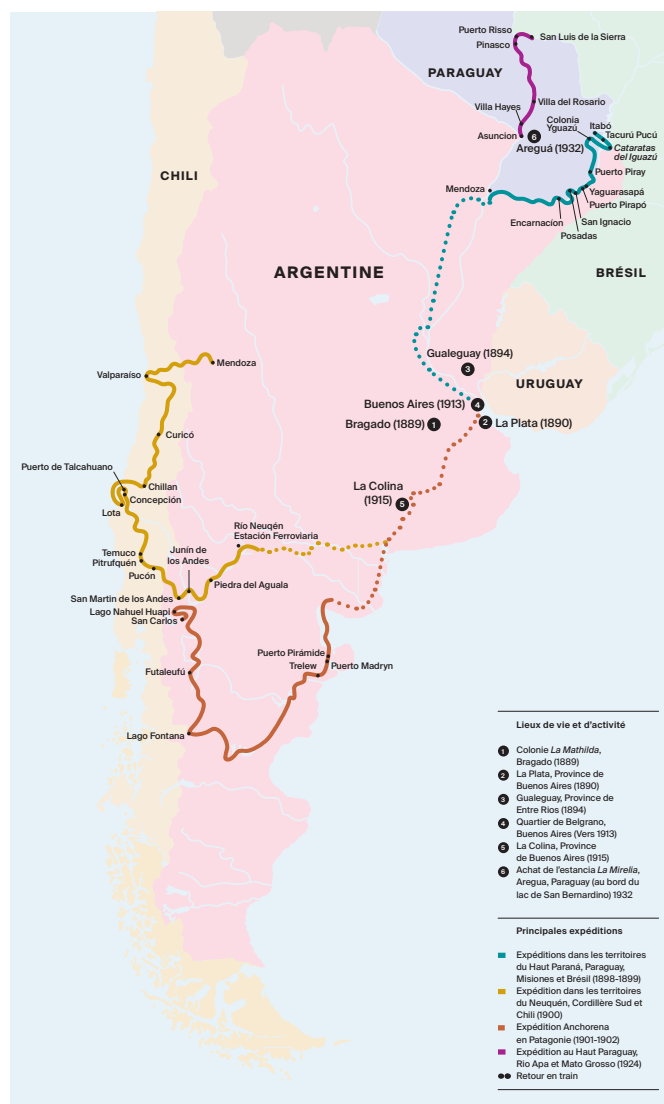 Puerto Risso
San Luis de la Sierra
Pinasco
PARAGUAY
Villa Hayes
Villa del Rosario
Colonia
Yguazú
Itabó
Tacurú Pucú
Asuncion
6
Areguá (1932)
Cataratas
del Iguazú
CHILI
Puerto Piray
Mendoza
Yaguarasapá
Puerto Pirapó
Encarnacíon
San Ignacio
Posadas
ARGENTINE
BRÉSIL
Gualeguay (1894)
3
Mendoza
Valparaíso
URUGUAY
Buenos Aires (1913)
4
Bragado (1889)
1
2
La Plata (1890)
Curicó
Puerto de Talcahuano
Chillan
Concepción
Lota
La Colina
(1915)
5
Río Neuqén
Estación Ferroviaria
Junín de
los Andes
Temuco
Pitrufquén
Pucón
Piedra del Aguala
San Martin de los Andes
Lago Nahuel Huapi
San Carlos
Puerto Pirámide
Trelew
Puerto Madryn
Futaleufú
Lago Fontana
Lieux de vie et d'activité
1 Colonie La Mathilda,
Bragado (1889)
2 La Plata, Province de
Buenos Aires (1890)
3 Gualeguay, Province de
Entre Rios (1894)
4 Quartier de Belgrano,
Buenos Aires (Vers 1913)
5 La Colina, Province
de Buenos Aires (1915)
6 Achat de l'estancia La Mirelia,
Aregua, Paraguay (au bord du
lac de San Bernardino) 1932
Principales expéditions
Expéditions dans les territoires
du Haut Paraná, Paraguay,
Misiones et Brésil (1898-1899)
Expédition dans les territoires
du Neuquén, Cordillère Sud et
Chili (1900)
Expédition Anchorena
en Patagonie (1901-1902)
Expédition au Haut Paraguay,
Rio Apa et Mato Grosso (1924)
Retour en train